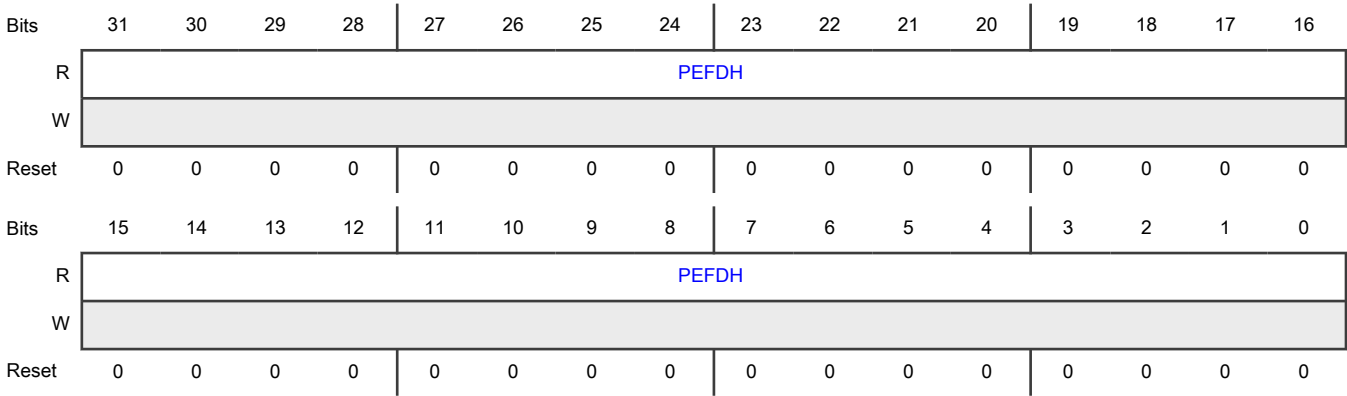 Bits 31 30 29 28 27 26 25 24 23 22 21 20 19 18 17 16
R PEFDH
W
Reset 0 0 0 0 0 0 0 0 0 0 0 0 0 0 0 0
Bits 15 14 13 12 11 10 9 8 7 6 5 4 3 2 1 0
R PEFDH
W
Reset 0 0 0 0 0 0 0 0 0 0 0 0 0 0 0 0